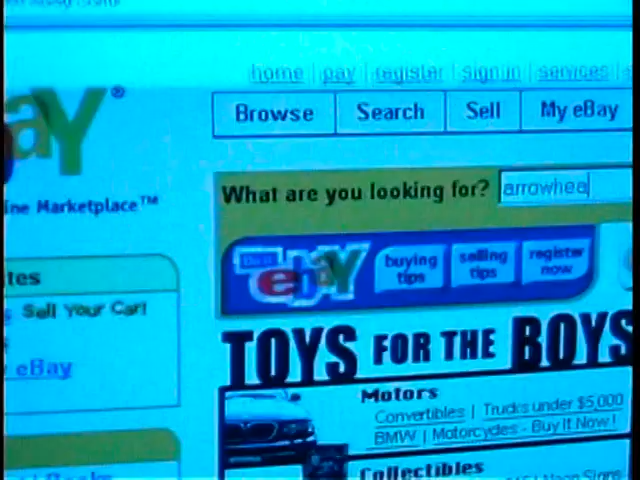 home | pay | register | sign in | services
Browse Search Sell My eBay
aY®
ine Marketplace™
What are you looking for? arrowhea
ebaY buying tips selling tips register now
tes
Sell Your Car!
eBay
TOYS FOR THE BOYS
Motors
Convertibles | Trucks under $5,000
BMW | Motorcycles - Buy It Now!
Collectibles